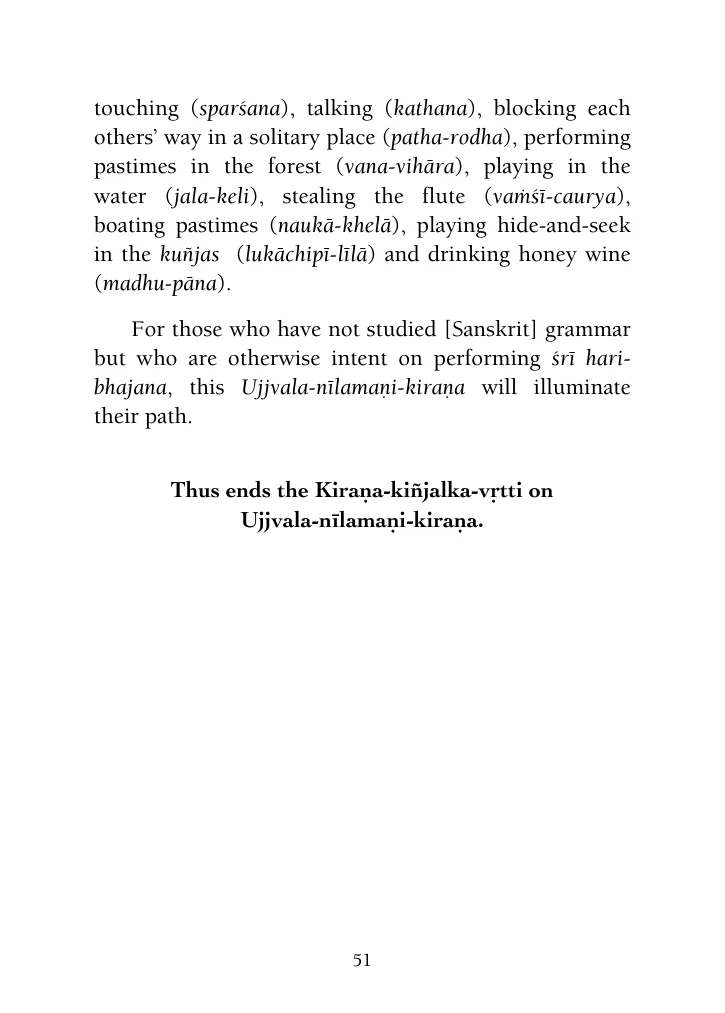 touching (sparśana), talking (kathana), blocking each
others’ way in a solitary place (patha-rodha), performing
pastimes in the forest (vana-vihāra), playing in the
water (jala-keli), stealing the flute (vaṁśī-caurya),
boating pastimes (naukā-khelā), playing hide-and-seek
in the kuñjas (lukāchipī-līlā) and drinking honey wine
(madhu-pāna).
For those who have not studied [Sanskrit] grammar
but who are otherwise intent on performing śrī hari-
bhajana, this Ujjvala-nīlamaṇi-kiraṇa will illuminate
their path.
Thus ends the Kiraṇa-kiñjalka-vṛtti on
Ujjvala-nīlamaṇi-kiraṇa.
51